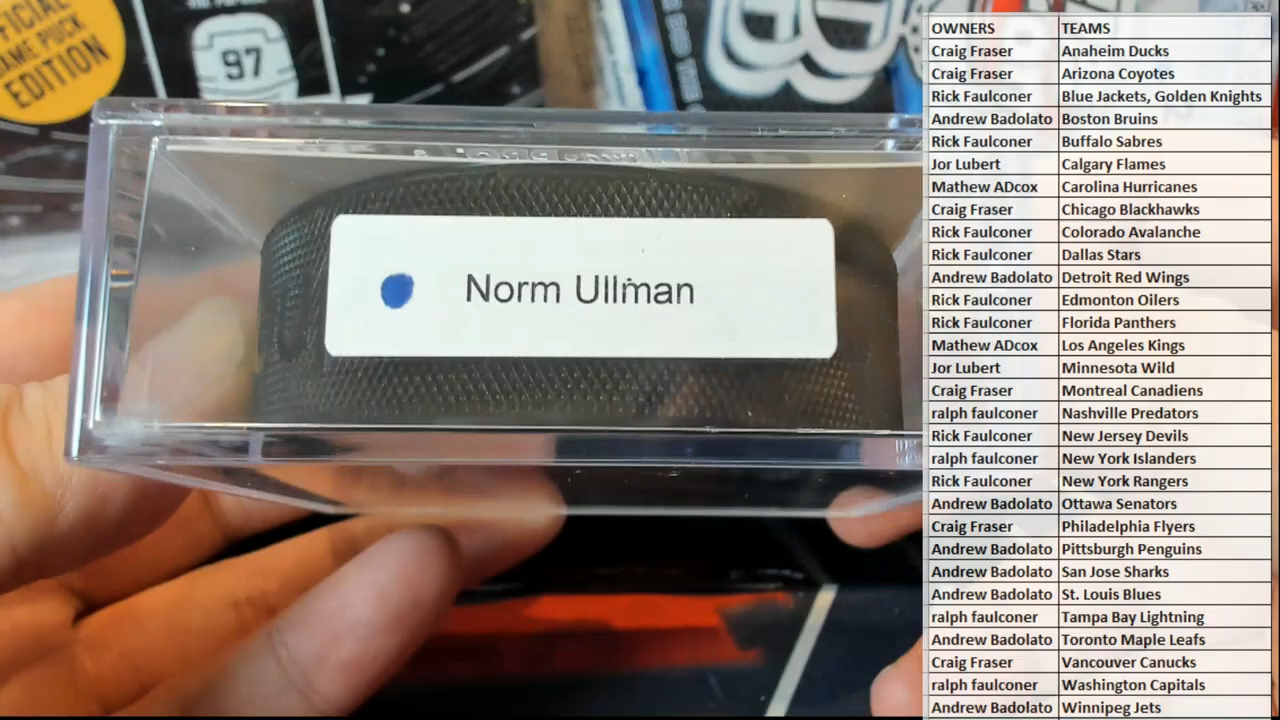 FICIAL
AME PUCK
EDITION
97
Norm Ullman
OWNERS TEAMS
Craig Fraser Anaheim Ducks
Craig Fraser Arizona Coyotes
Rick Faulconer Blue Jackets, Golden Knights
Andrew Badolato Boston Bruins
Rick Faulconer Buffalo Sabres
Jor Lubert Calgary Flames
Mathew ADcox Carolina Hurricanes
Craig Fraser Chicago Blackhawks
Rick Faulconer Colorado Avalanche
Rick Faulconer Dallas Stars
Andrew Badolato Detroit Red Wings
Rick Faulconer Edmonton Oilers
Rick Faulconer Florida Panthers
Mathew ADcox Los Angeles Kings
Jor Lubert Minnesota Wild
Craig Fraser Montreal Canadiens
ralph faulconer Nashville Predators
Rick Faulconer New Jersey Devils
ralph faulconer New York Islanders
Rick Faulconer New York Rangers
Andrew Badolato Ottawa Senators
Craig Fraser Philadelphia Flyers
Andrew Badolato Pittsburgh Penguins
Andrew Badolato San Jose Sharks
Andrew Badolato St. Louis Blues
ralph faulconer Tampa Bay Lightning
Andrew Badolato Toronto Maple Leafs
Craig Fraser Vancouver Canucks
ralph faulconer Washington Capitals
Andrew Badolato Winnipeg Jets